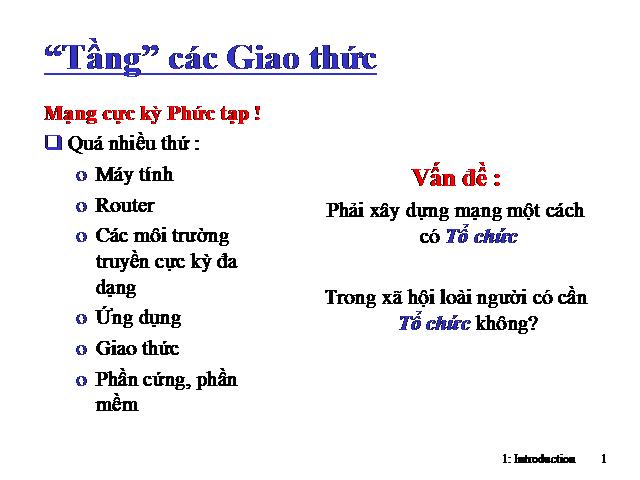 “Tầng” các Giao thức
Mạng cực kỳ Phức tạp !
❑ Quá nhiều thứ :
o Máy tính
o Router
o Các môi trường
truyền cực kỳ đa
dạng
o Ứng dụng
o Giao thức
o Phần cứng, phần
mềm
Vấn đề :
Phải xây dựng mạng một cách
có Tổ chức
Trong xã hội loài người có cần
Tổ chức không?
1: Introduction 1